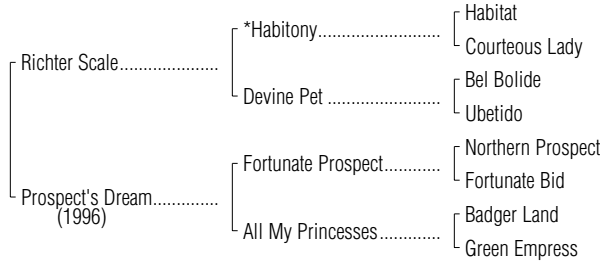 Habitat
*Habitony..........................
Courteous Lady
Richter Scale.....................
Bel Bolide
Devine Pet ........................
Ubetido
Northern Prospect
Fortunate Prospect............
Fortunate Bid
Prospect's Dream..............
(1996)
Badger Land
All My Princesses.............
Green Empress